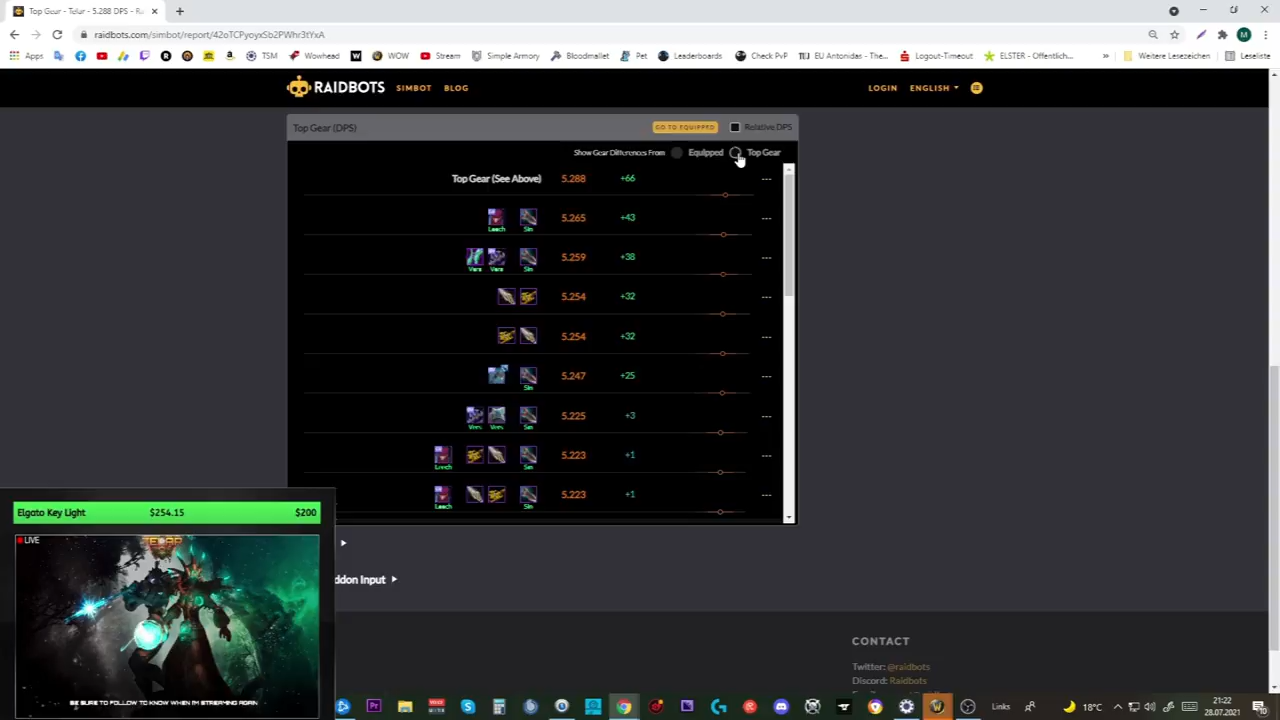 Top Gear - Telur - 5.288 DPS - R
raidbots.com/simbot/report/42oTCPyoyxSb2PWhr3tYxA
Apps TSM Wowhead WOW Stream Simple Armory Bloodmallet Pet Leaderboards Check PvP EU Antonidas - The... Logout-Timeout ELSTER - Öffentlich... » Weitere Lesezeichen Leseliste
RAIDBOTS SIMBOT BLOG LOGIN ENGLISH
Top Gear (DPS) GO TO EQUIPPED Relative DPS
Show Gear Differences From Equipped Top Gear
Top Gear (See Above) 5.288 +66 ---
5.265 +43 ---
Leech Sin
5.259 +38 ---
Vers Vers Sin
5.254 +32 ---
5.254 +32 ---
5.247 +25 ---
Sin
5.225 +3 ---
Vers Vers Sin
5.223 +1 ---
Leech Sin
5.223 +1 ---
Leech Sin
Elgato Key Light $254.15 $200
LIVE
ddon Input
BE SURE TO FOLLOW TO KNOW WHEN I'M STREAMING AGAIN
CONTACT
Twitter: @raidbots
Discord: Raidbots
Links 18°C 21:22
28.07.2021